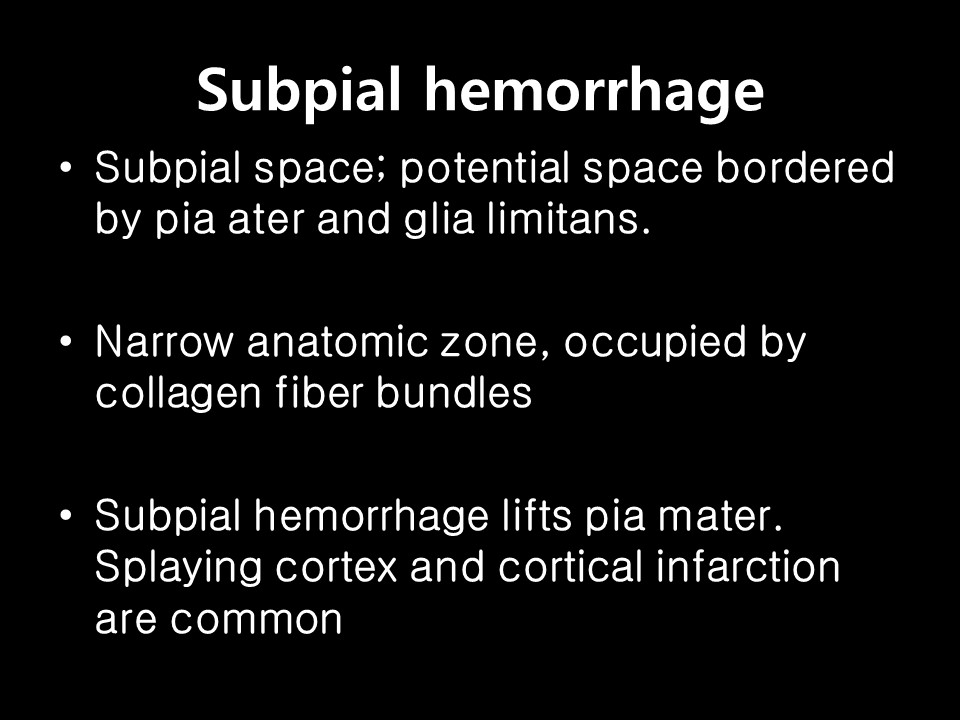 Subpial hemorrhage
• Subpial space; potential space bordered
by pia ater and glia limitans.
• Narrow anatomic zone, occupied by
collagen fiber bundles
• Subpial hemorrhage lifts pia mater.
Splaying cortex and cortical infarction
are common